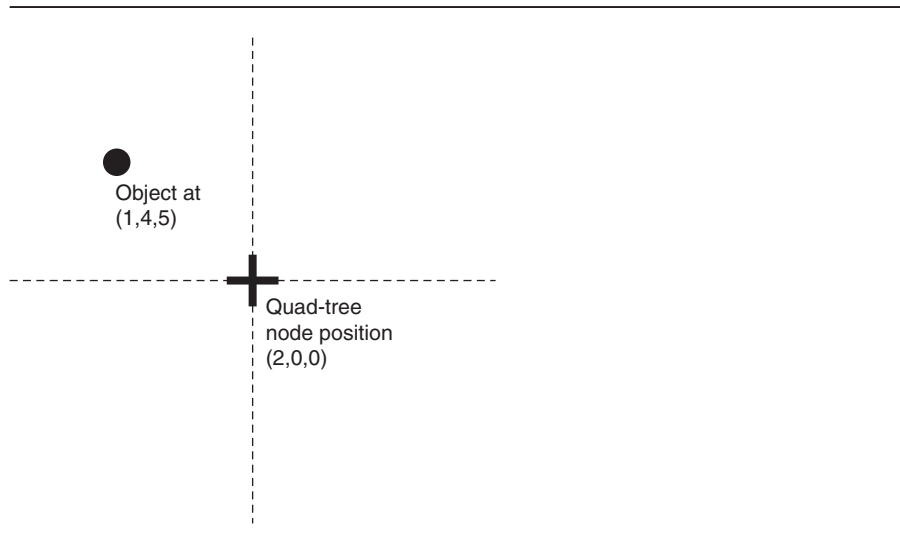 Object at
(1,4,5)
Quad-tree
node position
(2,0,0)